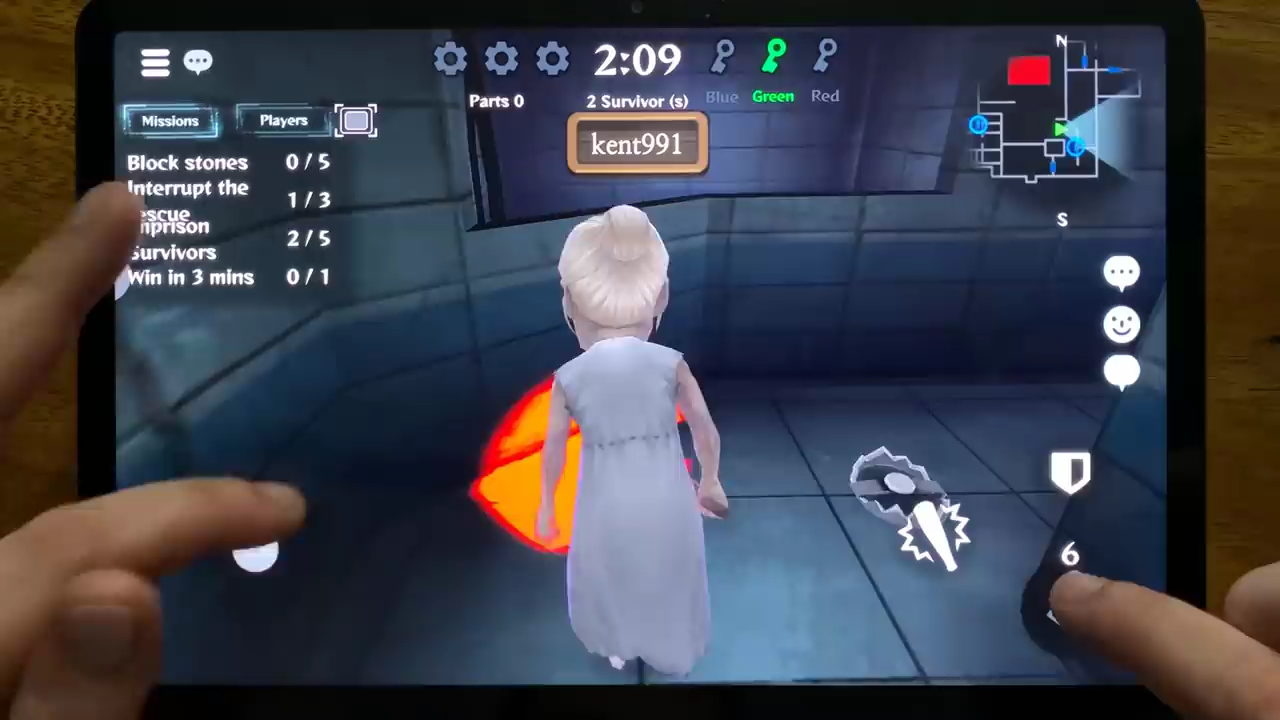 2:09
Parts 0
2 Survivor (s)
Blue
Green
Red
kent991
N
S
Missions
Players
Block stones 0 / 5
Interrupt the
1 / 3
Survivors
2 / 5
Win in 3 mins 0 / 1
6